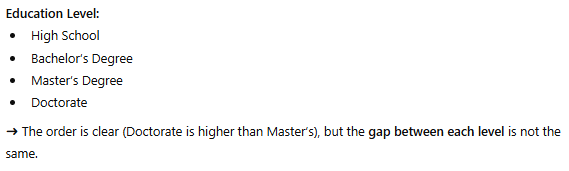 Education Level:
• High School
• Bachelor's Degree
• Master's Degree
• Doctorate
→ The order is clear (Doctorate is higher than Master's), but the gap between each level is not the
same.